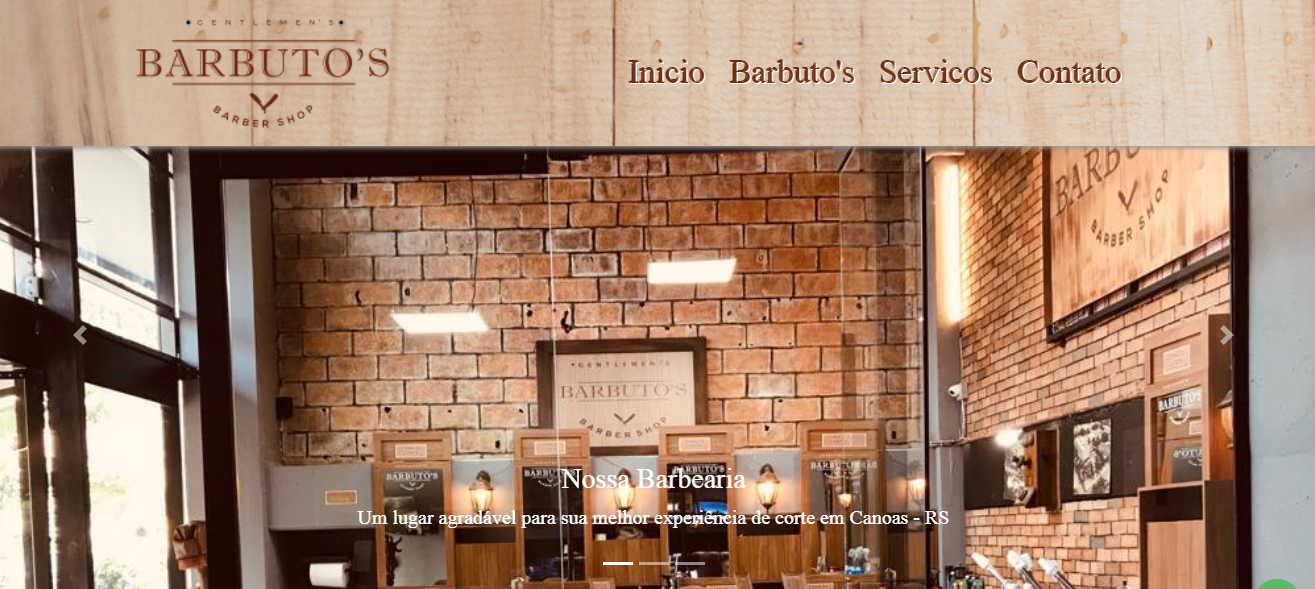 GENTLEMEN'S
BARBUTO'S
BARBER SHOP
Inicio Barbuto's Servicos Contato
BARBU
BARBER SHOP
GENTLEMEN'S
BARBUTO'S
BARBER SHOP
BARBUTO'S
BARBUTO'S
BARBUTO'S
Nossa Barbearia
Um lugar agradável para sua melhor experiência de corte em Canoas - RS